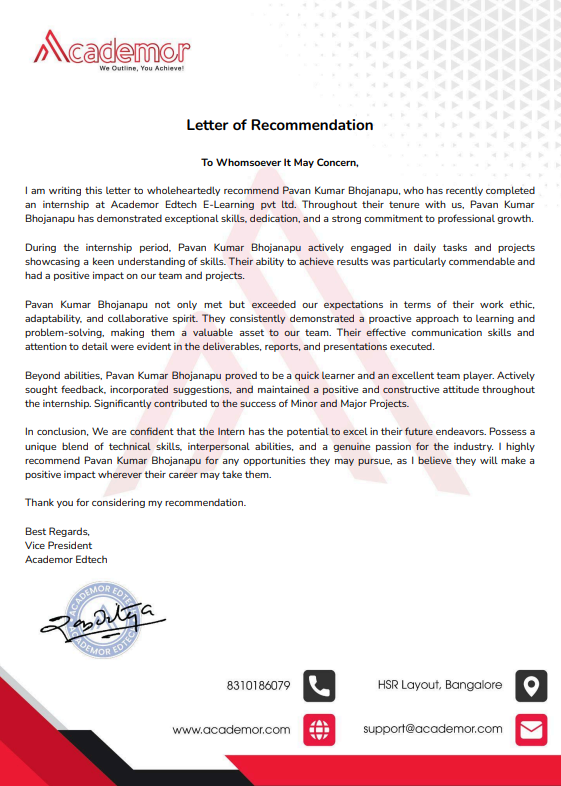 Academor
We Outline, You Achieve!
Letter of Recommendation
To Whomsoever It May Concern,
I am writing this letter to wholeheartedly recommend Pavan Kumar Bhojanapu, who has recently completed
an internship at Academor Edtech E-Learning pvt ltd. Throughout their tenure with us, Pavan Kumar
Bhojanapu has demonstrated exceptional skills, dedication, and a strong commitment to professional growth.
During the internship period, Pavan Kumar Bhojanapu actively engaged in daily tasks and projects
showcasing a keen understanding of skills. Their ability to achieve results was particularly commendable and
had a positive impact on our team and projects.
Pavan Kumar Bhojanapu not only met but exceeded our expectations in terms of their work ethic,
adaptability, and collaborative spirit. They consistently demonstrated a proactive approach to learning and
problem-solving, making them a valuable asset to our team. Their effective communication skills and
attention to detail were evident in the deliverables, reports, and presentations executed.
Beyond abilities, Pavan Kumar Bhojanapu proved to be a quick learner and an excellent team player. Actively
sought feedback, incorporated suggestions, and maintained a positive and constructive attitude throughout
the internship. Significantly contributed to the success of Minor and Major Projects.
In conclusion, We are confident that the Intern has the potential to excel in their future endeavors. Possess a
unique blend of technical skills, interpersonal abilities, and a genuine passion for the industry. I highly
recommend Pavan Kumar Bhojanapu for any opportunities they may pursue, as I believe they will make a
positive impact wherever their career may take them.
Thank you for considering my recommendation.
Best Regards,
Vice President
Academor Edtech
ACADEMOR EDTECH
ACADEMOR EDTECH
8310186079
HSR Layout, Bangalore
www.academor.com
support@academor.com